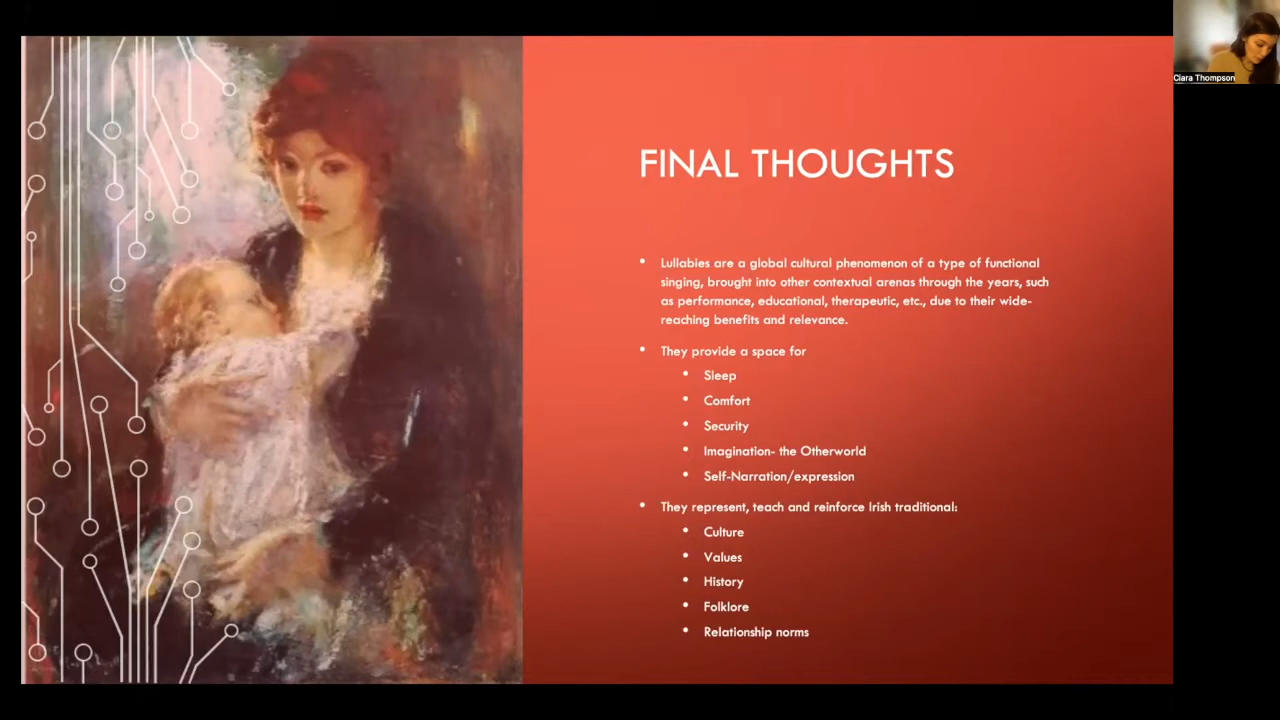 FINAL THOUGHTS
• Lullabies are a global cultural phenomenon of a type of functional
singing, brought into other contextual arenas through the years, such
as performance, educational, therapeutic, etc., due to their wide-
reaching benefits and relevance.
• They provide a space for
• Sleep
• Comfort
• Security
• Imagination- the Otherworld
• Self-Narration/expression
• They represent, teach and reinforce Irish traditional:
• Culture
• Values
• History
• Folklore
• Relationship norms
Ciara Thompson